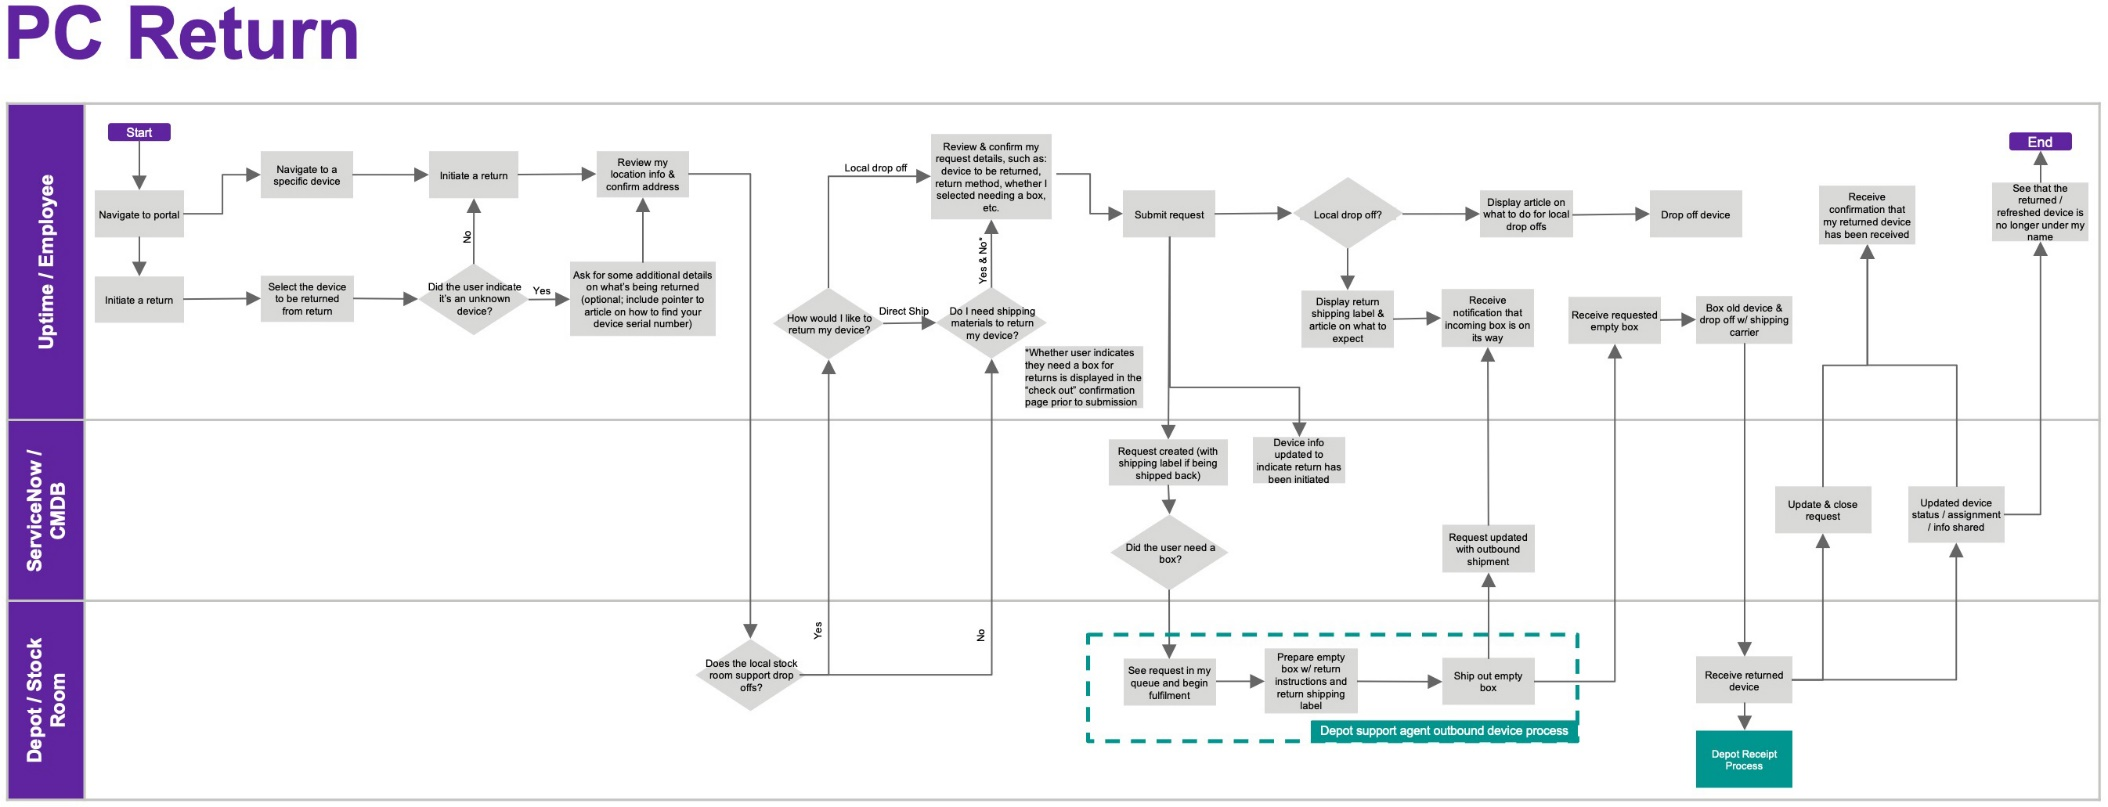 PC Return
Uptime / Employee
Start
Navigate to portal
Navigate to a
specific device
Initiate a return
Review my
location info &
confirm address
Initiate a return
Select the device
to be returned
from return
No
Did the user indicate
it's an unknown
device?
Yes
Ask for some additional details
on what's being returned
(optional; include pointer to
article on how to find your
device serial number)
Local drop off
How would I like to
return my device?
Direct Ship
Review & confirm my
request details, such as:
device to be returned,
return method, whether I
selected needing a box,
etc.
Yes & No*
Do I need shipping
materials to return
my device?
*Whether user indicates
they need a box for
returns is displayed in the
“check out” confirmation
page prior to submission
Submit request
Local drop off?
Display article on
what to do for local
drop offs
Drop off device
Display return
shipping label &
article on what to
expect
Receive
notification that
incoming box is on
its way
Receive requested
empty box
Box old device &
drop off w/ shipping
carrier
Receive
confirmation that
my returned device
has been received
End
See that the
returned /
refreshed device is
no longer under my
name
ServiceNow /
CMDB
Request created (with
shipping label if being
shipped back)
Device info
updated to
indicate return has
been initiated
Did the user need a
box?
Request updated
with outbound
shipment
Update & close
request
Updated device
status / assignment
/ info shared
Depot / Stock
Room
Does the local stock
room support drop
offs?
Yes
No
See request in my
queue and begin
fulfilment
Prepare empty
box w/ return
instructions and
return shipping
label
Ship out empty
box
Depot support agent outbound device process
Receive returned
device
Depot Receipt
Process